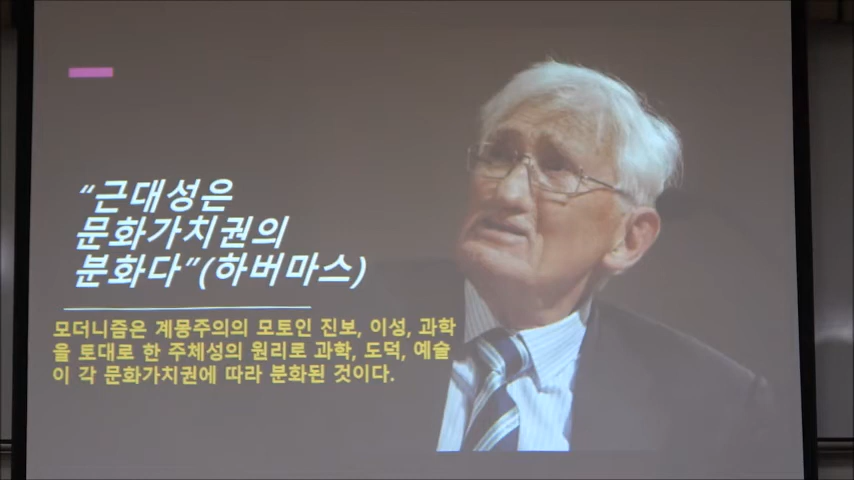 “근대성은
문화가치권의
분화다”(하버마스)
모더니즘은 계몽주의의 모토인 진보, 이성, 과학
을 토대로 한 주체성의 원리로 과학, 도덕, 예술
이 각 문화가치권에 따라 분화된 것이다.